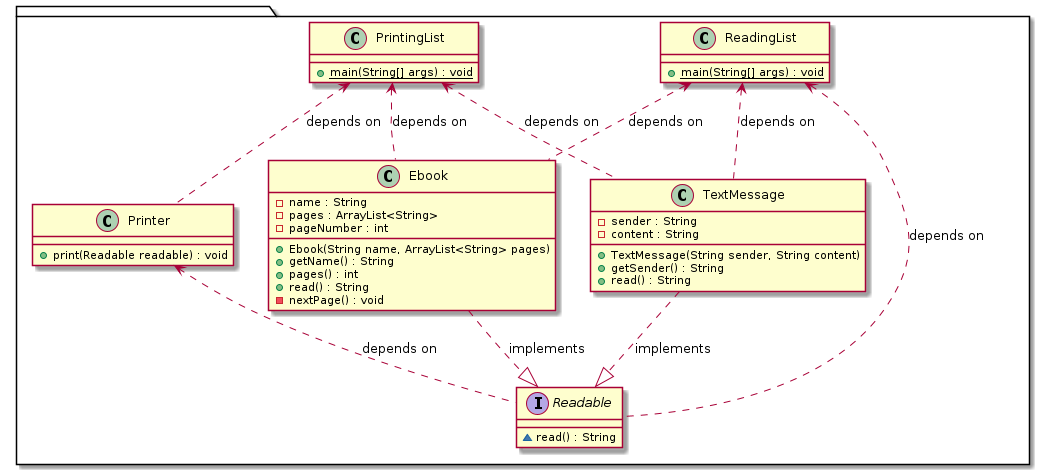 C PrintingList
main(String[] args) : void
C ReadingList
main(String[] args) : void
depends on
depends on
depends on
depends on
depends on
C Printer
print(Readable readable) : void
C Ebook
name : String
pages : ArrayList<String>
pageNumber : int
Ebook(String name, ArrayList<String> pages)
getName() : String
pages() : int
read() : String
nextPage() : void
C TextMessage
sender : String
content : String
TextMessage(String sender, String content)
getSender() : String
read() : String
depends on
depends on
implements
implements
I Readable
read() : String